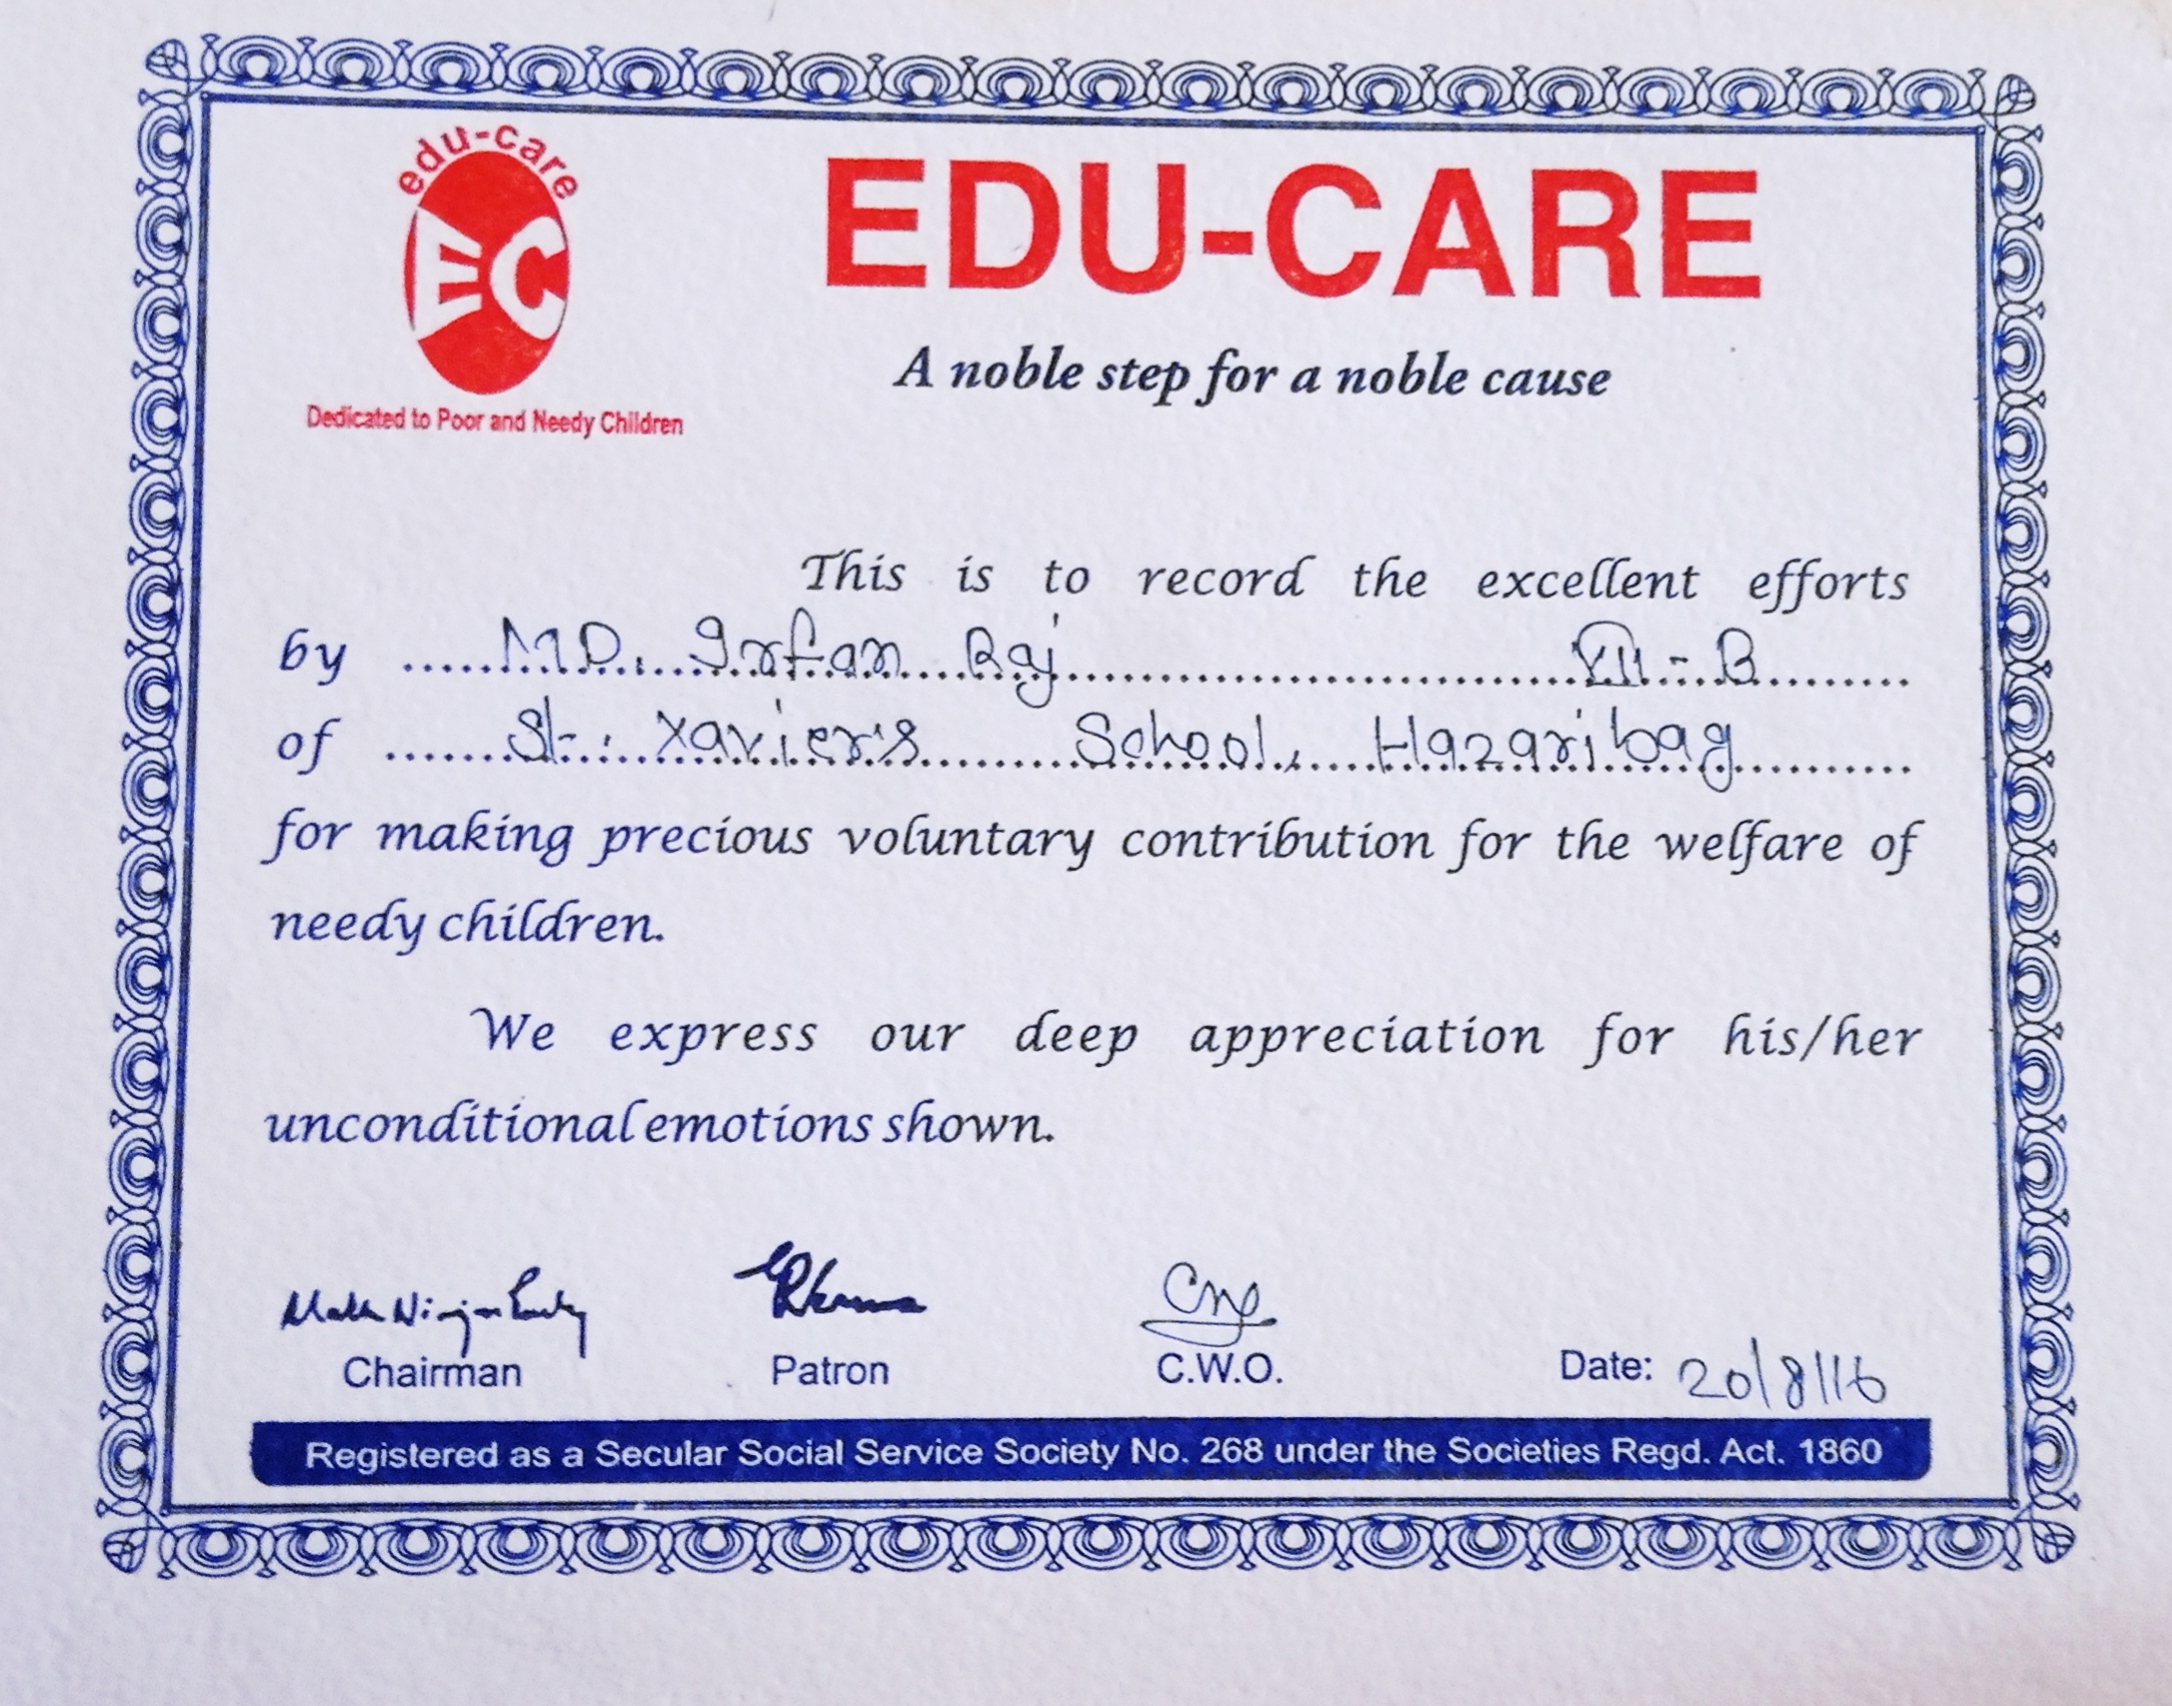 edu-care
EC
Dedicated to Poor and Needy Children
EDU-CARE
A noble step for a noble cause
This is to record the excellent efforts
by ..... MD. Irfan Raj ..... VII - B .....
of ..... St. Xavier's School, Hazaribag .....
for making precious voluntary contribution for the welfare of
needy children.
We express our deep appreciation for his/her
unconditional emotions shown.
Chairman Patron C.W.O. Date: 20/8/16
Registered as a Secular Social Service Society No. 268 under the Societies Regd. Act. 1860